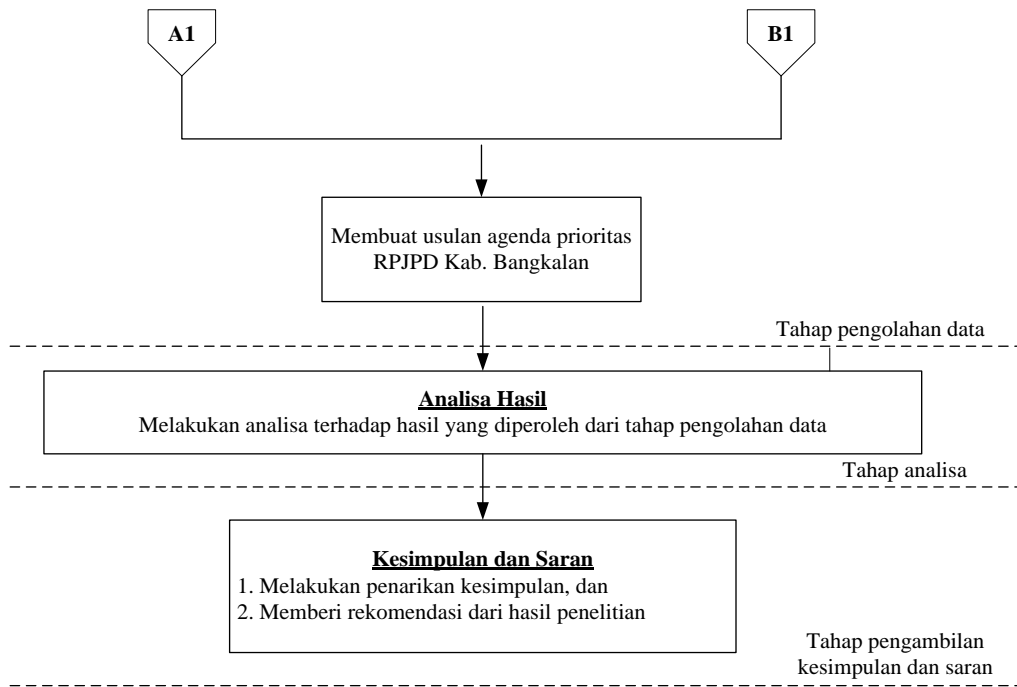 A1
B1
Membuat usulan agenda prioritas
RPJPD Kab. Bangkalan
Tahap pengolahan data
Analisa Hasil
Melakukan analisa terhadap hasil yang diperoleh dari tahap pengolahan data
Tahap analisa
Kesimpulan dan Saran
1. Melakukan penarikan kesimpulan, dan
2. Memberi rekomendasi dari hasil penelitian
Tahap pengambilan
kesimpulan dan saran